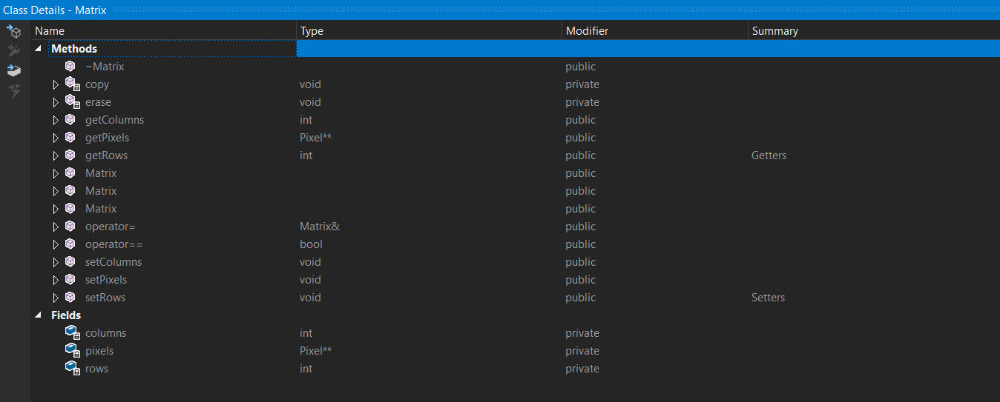 Class Details - Matrix
Name Type Modifier Summary
Methods
~Matrix public
copy void private
erase void private
getColumns int public
getPixels Pixel** public
getRows int public Getters
Matrix public
Matrix public
Matrix public
operator= Matrix& public
operator== bool public
setColumns void public
setPixels void public
setRows void public Setters
Fields
columns int private
pixels Pixel** private
rows int private